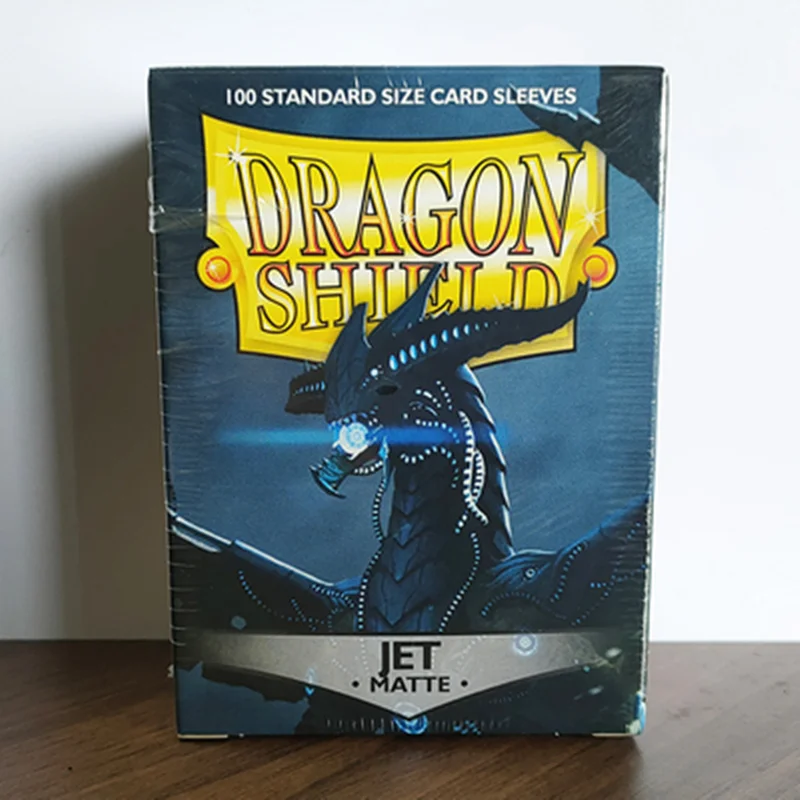 100 STANDARD SIZE CARD SLEEVES
DRAGON
SHIELD
JET
• MATTE •